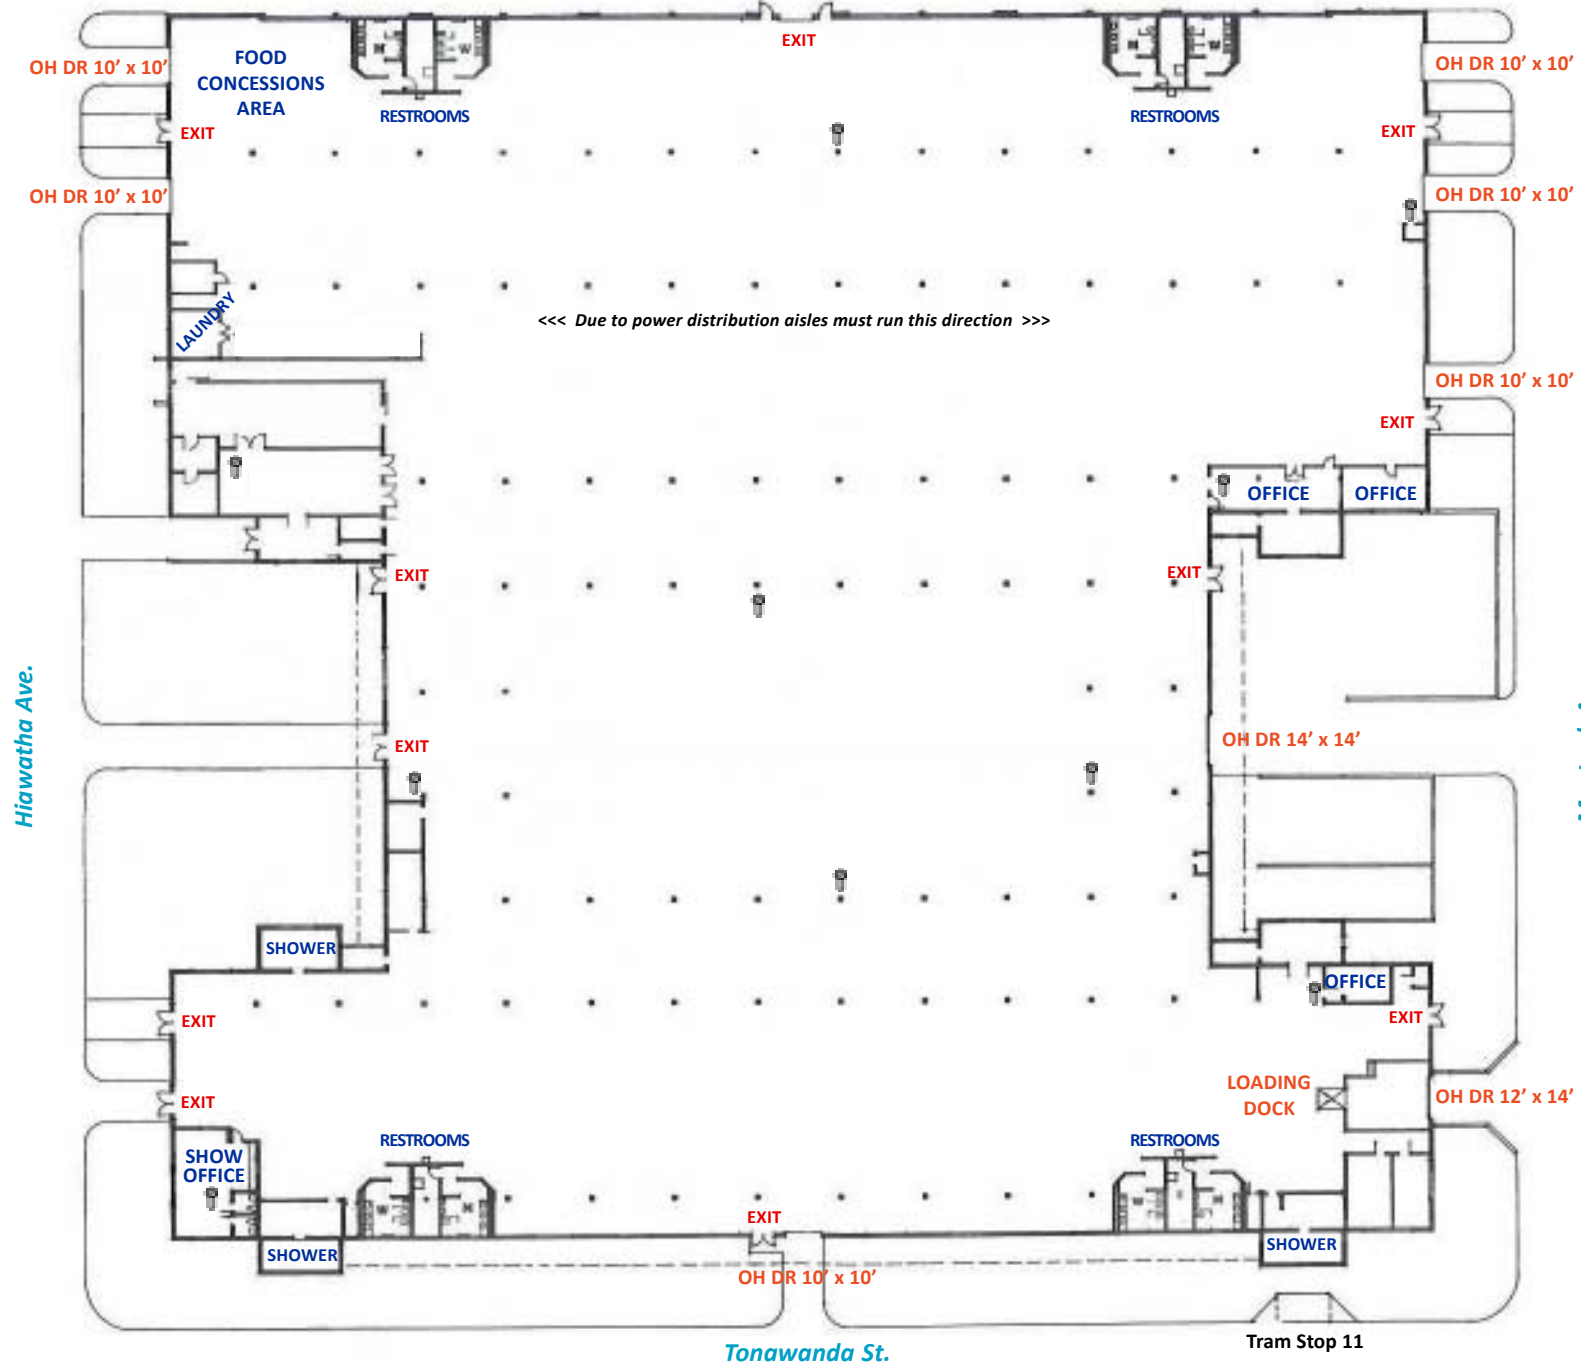 EXIT
FOOD
CONCESSIONS
AREA
OH DR 10’ x 10’
OH DR 10’ x 10’
M
W
M
W
RESTROOMS
RESTROOMS
EXIT
EXIT
OH DR 10’ x 10’
OH DR 10’ x 10’
LAUNDRY
<<< Due to power distribution aisles must run this direction >>>
OH DR 10’ x 10’
EXIT
OFFICE
OFFICE
EXIT
EXIT
Hiawatha Ave.
EXIT
OH DR 14’ x 14’
SHOWER
OFFICE
EXIT
EXIT
LOADING
DOCK
OH DR 12’ x 14’
EXIT
RESTROOMS
RESTROOMS
SHOW
OFFICE
W
M
W
M
EXIT
SHOWER
SHOWER
OH DR 10’ x 10’
Tram Stop 11
Tonawanda St.